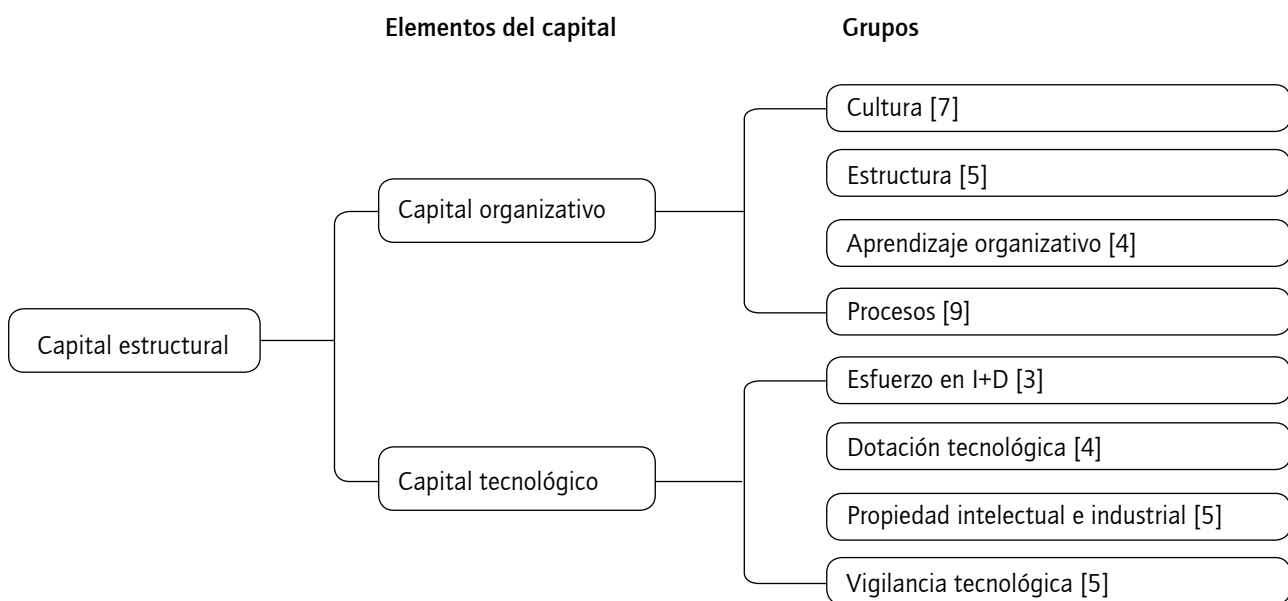 Elementos del capital
Grupos
Capital estructural
Capital organizativo
Cultura [7]
Estructura [5]
Aprendizaje organizativo [4]
Procesos [9]
Capital tecnológico
Esfuerzo en I+D [3]
Dotación tecnológica [4]
Propiedad intelectual e industrial [5]
Vigilancia tecnológica [5]